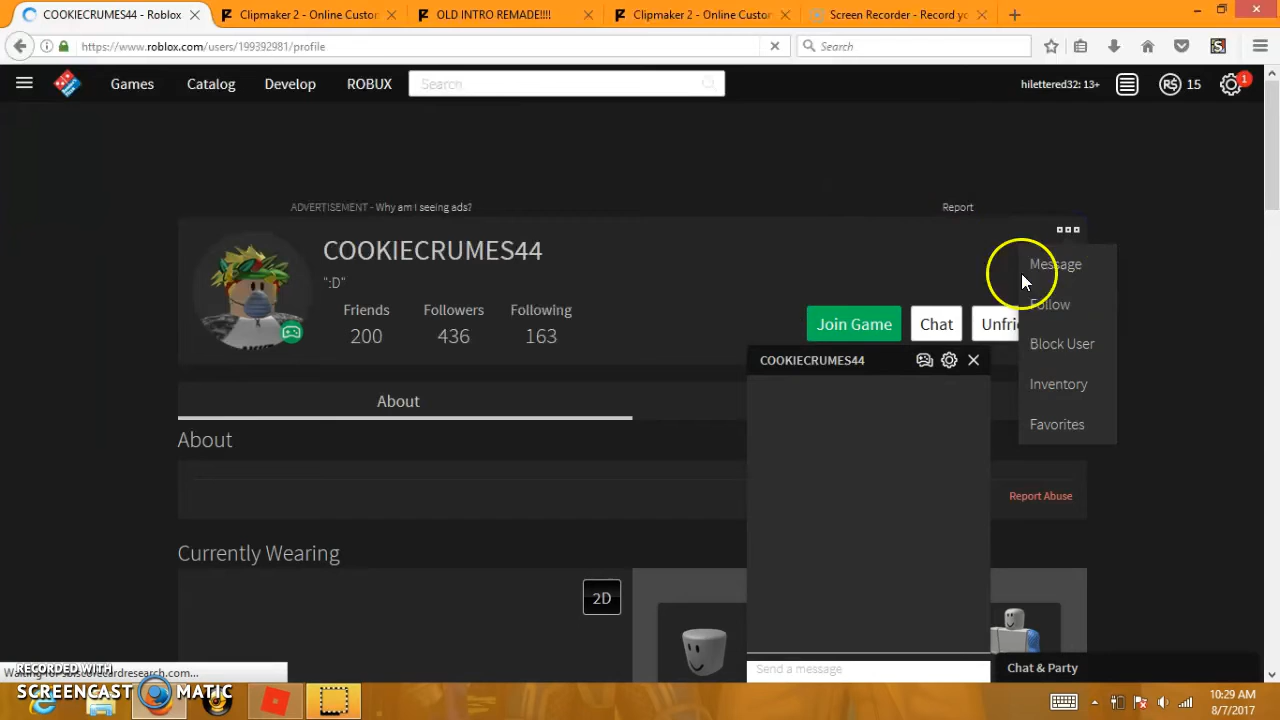 COOKIECRUMES44 - Roblox
Clipmaker 2 - Online Custor
OLD INTRO REMADE!!!!
Clipmaker 2 - Online Custor
Screen Recorder - Record yo
https://www.roblox.com/users/199392981/profile
Search
Games
Catalog
Develop
ROBUX
Search
hilettered32: 13+
R$ 15
1
ADVERTISEMENT - Why am I seeing ads?
Report
COOKIECRUMES44
":D"
Friends
Followers
Following
200
436
163
Join Game
Chat
Unfrie
Message
Follow
Block User
Inventory
Favorites
COOKIECRUMES44
About
About
Report Abuse
Currently Wearing
2D
Send a message
Chat & Party
RECORDED WITH
SCREENCAST MATIC
10:29 AM
8/7/2017